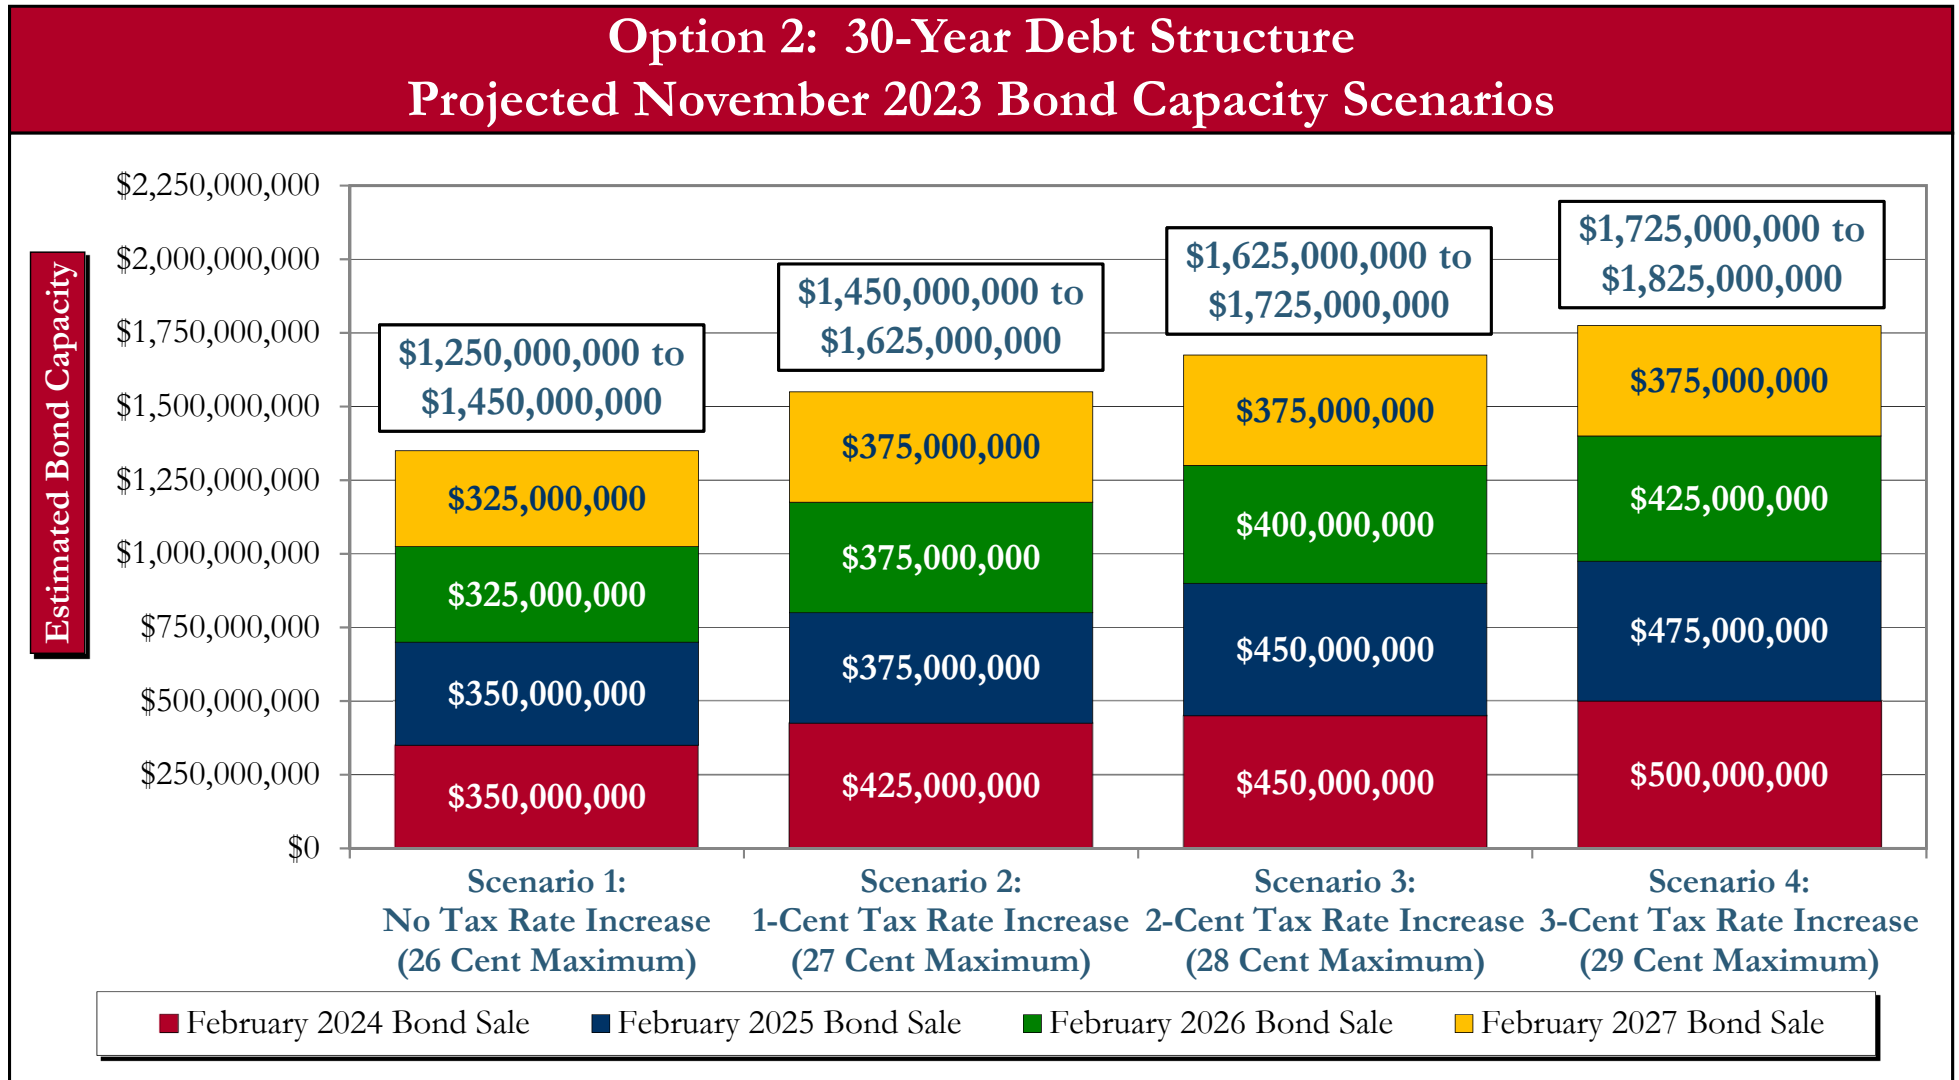 Option 2: 30-Year Debt Structure
Projected November 2023 Bond Capacity Scenarios
Estimated Bond Capacity
$2,250,000,000
$2,000,000,000
$1,750,000,000
$1,500,000,000
$1,250,000,000
$1,000,000,000
$750,000,000
$500,000,000
$250,000,000
$0
$1,250,000,000 to
$1,450,000,000
$325,000,000
$325,000,000
$350,000,000
$350,000,000
$1,450,000,000 to
$1,625,000,000
$375,000,000
$375,000,000
$375,000,000
$425,000,000
$1,625,000,000 to
$1,725,000,000
$375,000,000
$400,000,000
$450,000,000
$450,000,000
$1,725,000,000 to
$1,825,000,000
$375,000,000
$425,000,000
$475,000,000
$500,000,000
Scenario 1:
No Tax Rate Increase
(26 Cent Maximum)
Scenario 2:
1-Cent Tax Rate Increase
(27 Cent Maximum)
Scenario 3:
2-Cent Tax Rate Increase
(28 Cent Maximum)
Scenario 4:
3-Cent Tax Rate Increase
(29 Cent Maximum)
February 2024 Bond Sale
February 2025 Bond Sale
February 2026 Bond Sale
February 2027 Bond Sale